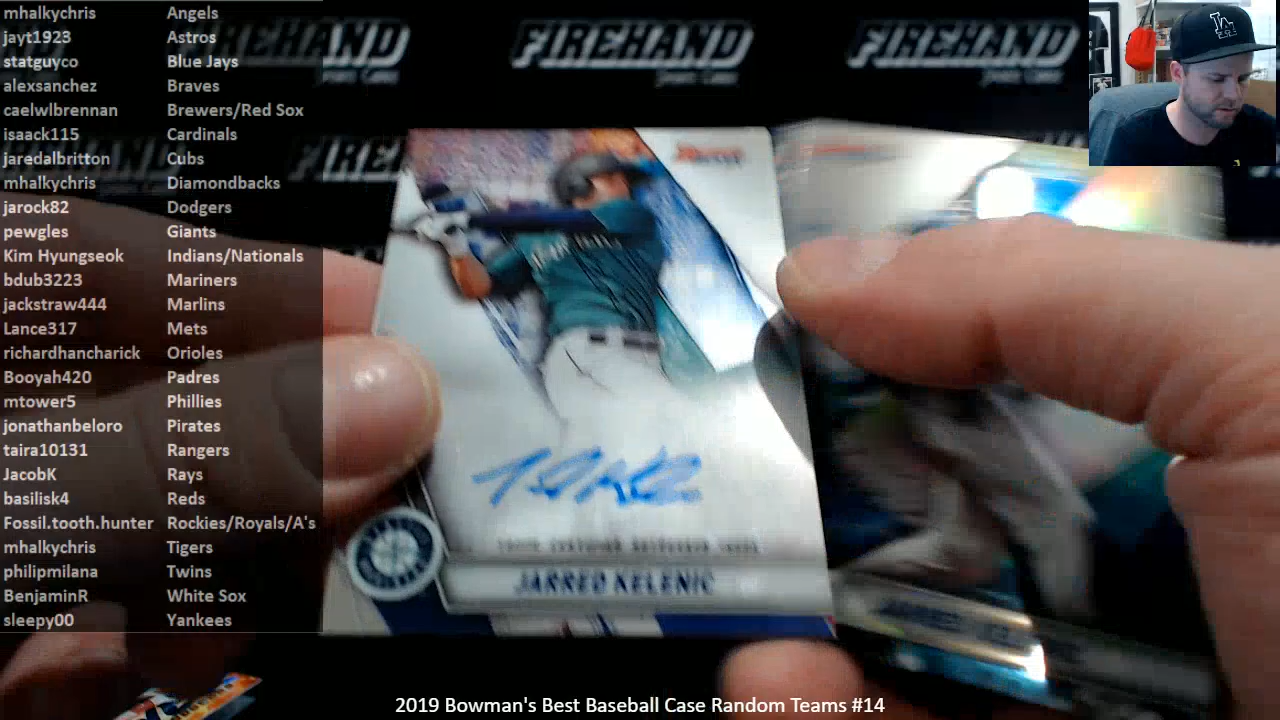 mhalkychris Angels
jayt1923 Astros
statguyco Blue Jays
alexsanchez Braves
caelwlbrennan Brewers/Red Sox
isaack115 Cardinals
jaredalbritton Cubs
mhalkychris Diamondbacks
jarock82 Dodgers
pewgles Giants
Kim Hyungseok Indians/Nationals
bdub3223 Mariners
jackstraw444 Marlins
Lance317 Mets
richardhancharick Orioles
Booyah420 Padres
mtower5 Phillies
jonathanbeloro Pirates
taira10131 Rangers
JacobK Rays
basilisk4 Reds
Fossil.tooth.hunter Rockies/Royals/A's
mhalkychris Tigers
philipmilana Twins
BenjaminR White Sox
sleepy00 Yankees
FIREHAND
FIREHAND
LA
JARRED KELENIC
2019 Bowman's Best Baseball Case Random Teams #14